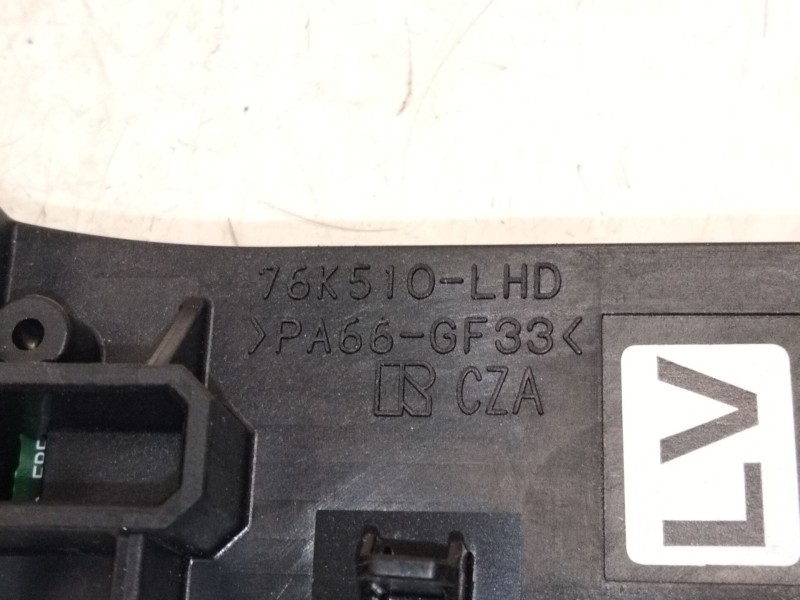 76K510-LHD
>PA66-GF33<
R CZA
LV